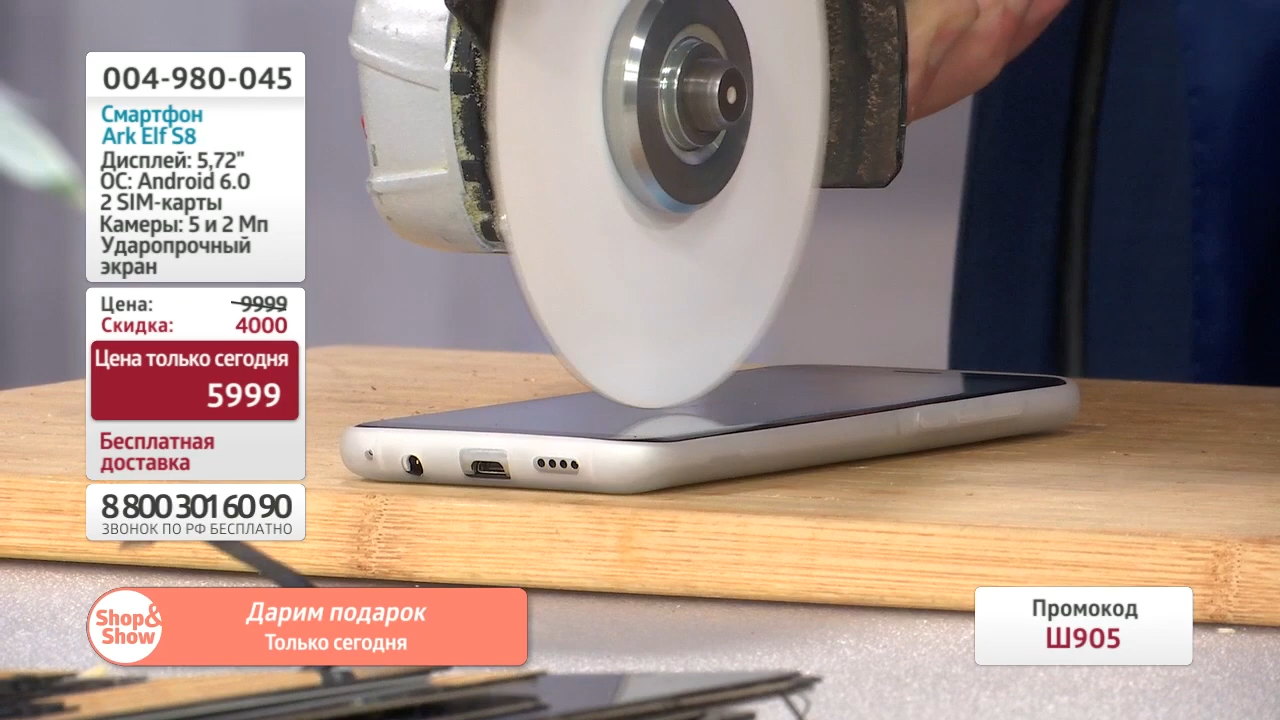 004-980-045
Смартфон
Ark Elf S8
Дисплей: 5,72"
ОС: Android 6.0
2 SIM-карты
Камеры: 5 и 2 Мп
Ударопрочный
экран
Цена: 9999
Скидка: 4000
Цена только сегодня
5999
Бесплатная
доставка
8 800 301 60 90
ЗВОНОК ПО РФ БЕСПЛАТНО
Shop&
Show
Дарим подарок
Только сегодня
Промокод
Ш905